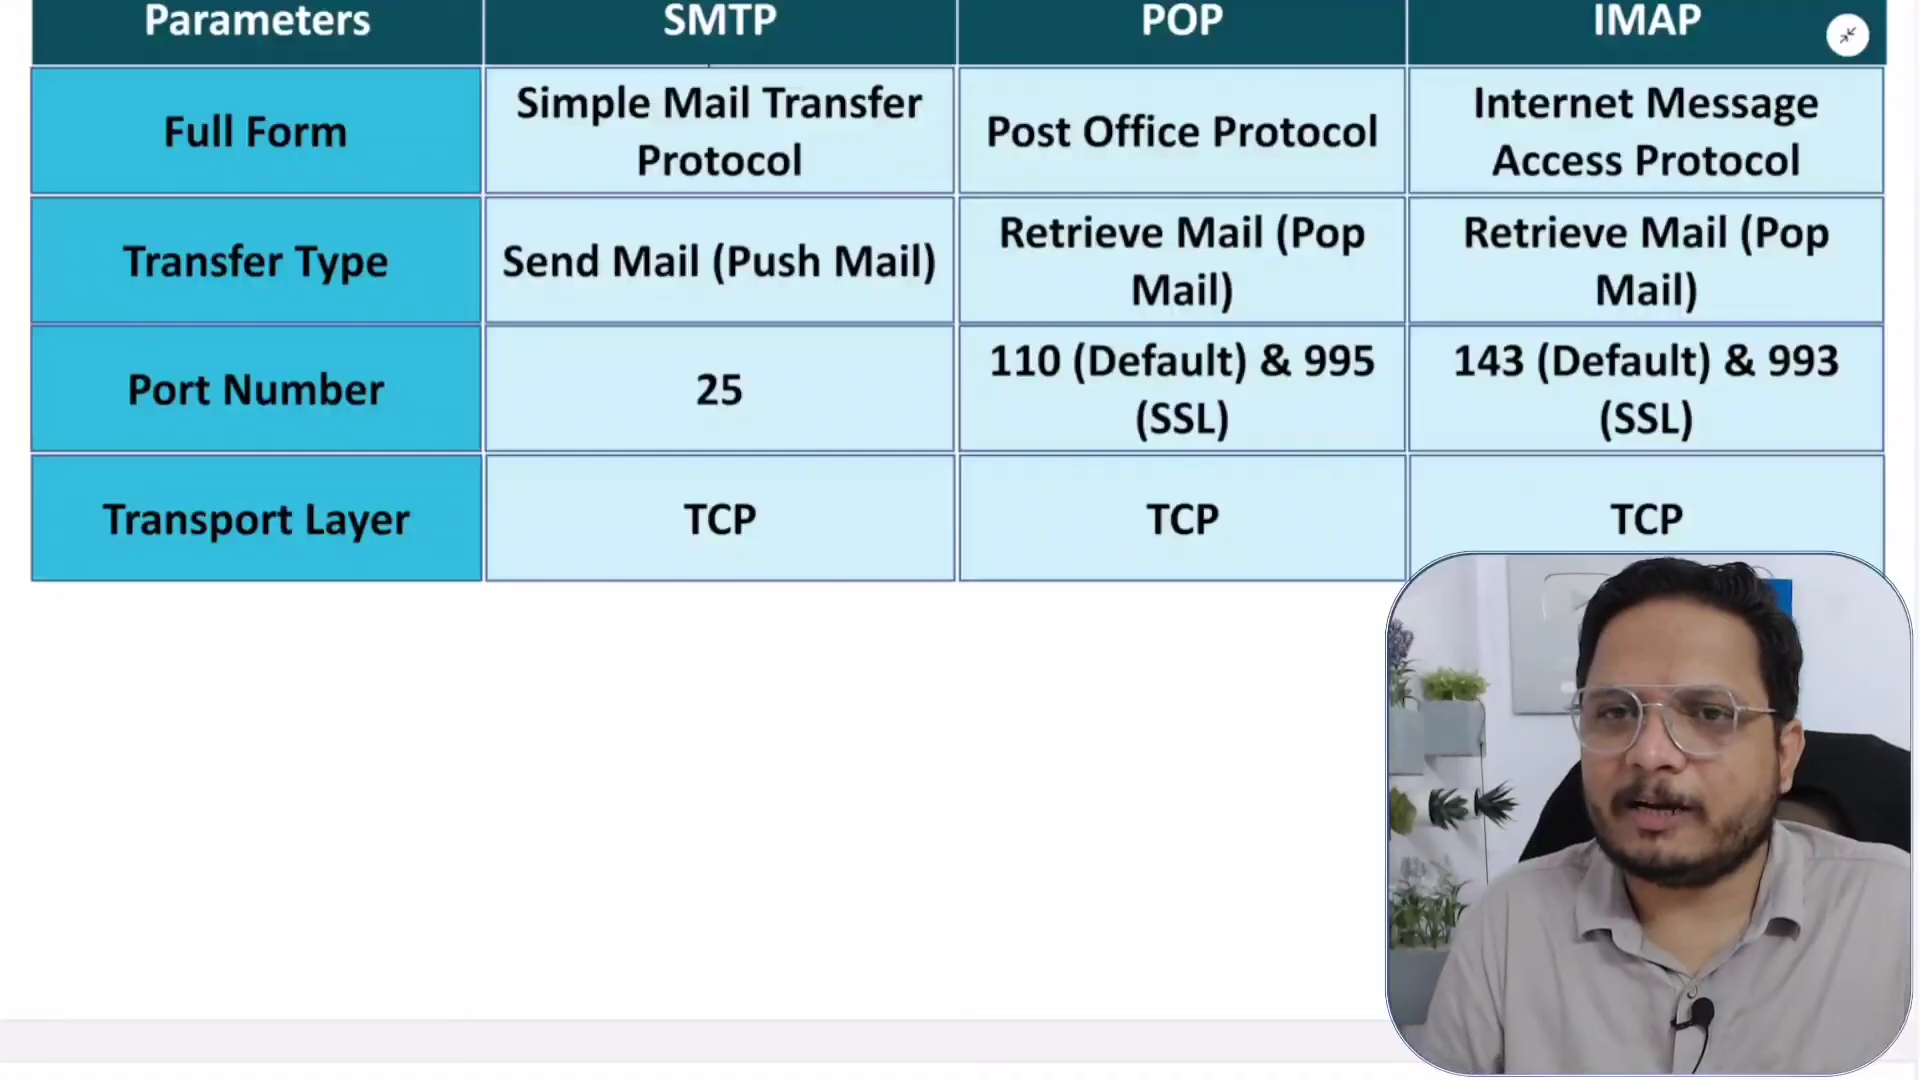 Parameters
SMTP
POP
IMAP
Full Form
Simple Mail Transfer
Protocol
Post Office Protocol
Internet Message
Access Protocol
Transfer Type
Send Mail (Push Mail)
Retrieve Mail (Pop
Mail)
Retrieve Mail (Pop
Mail)
Port Number
25
110 (Default) & 995
(SSL)
143 (Default) & 993
(SSL)
Transport Layer
TCP
TCP
TCP